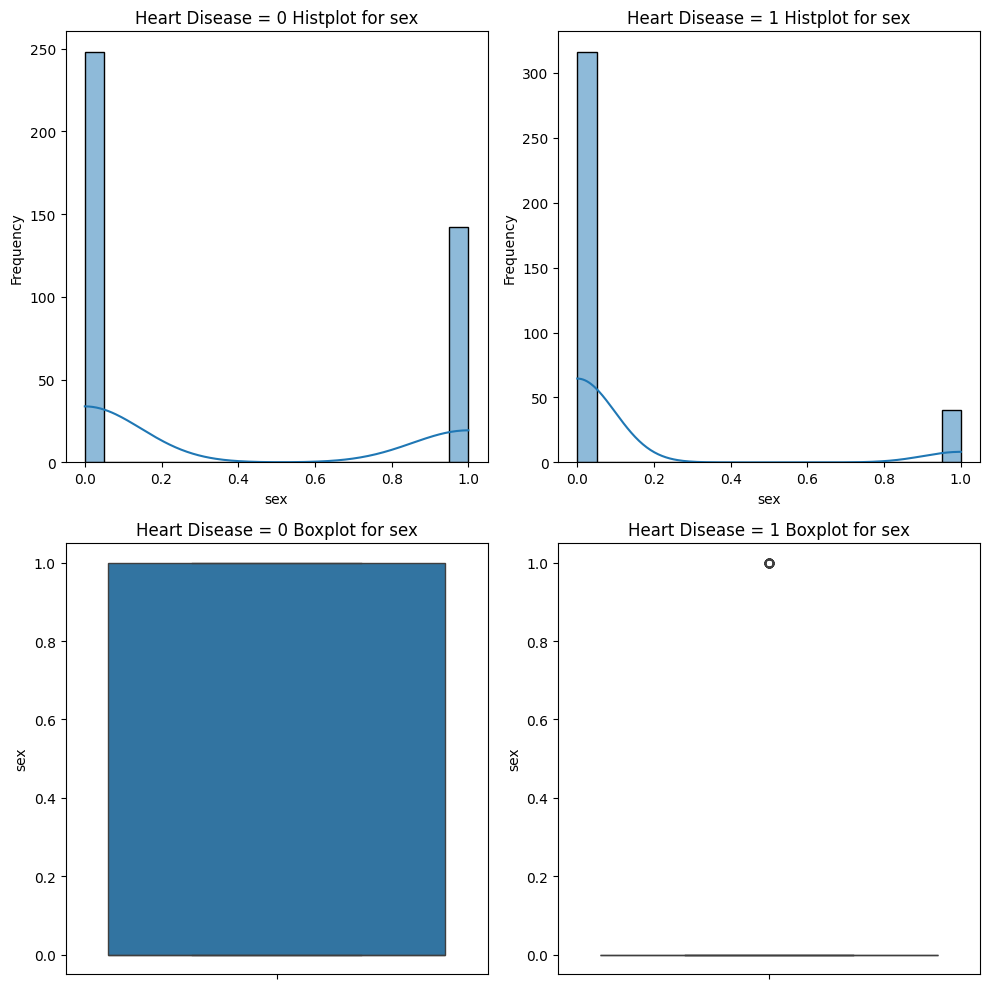 Heart Disease = 0 Histplot for sex
Frequency
250
200
150
100
50
0
0.0 0.2 0.4 0.6 0.8 1.0
sex
Heart Disease = 1 Histplot for sex
Frequency
300
250
200
150
100
50
0
0.0 0.2 0.4 0.6 0.8 1.0
sex
Heart Disease = 0 Boxplot for sex
sex
1.0
0.8
0.6
0.4
0.2
0.0
Heart Disease = 1 Boxplot for sex
sex
1.0
0.8
0.6
0.4
0.2
0.0